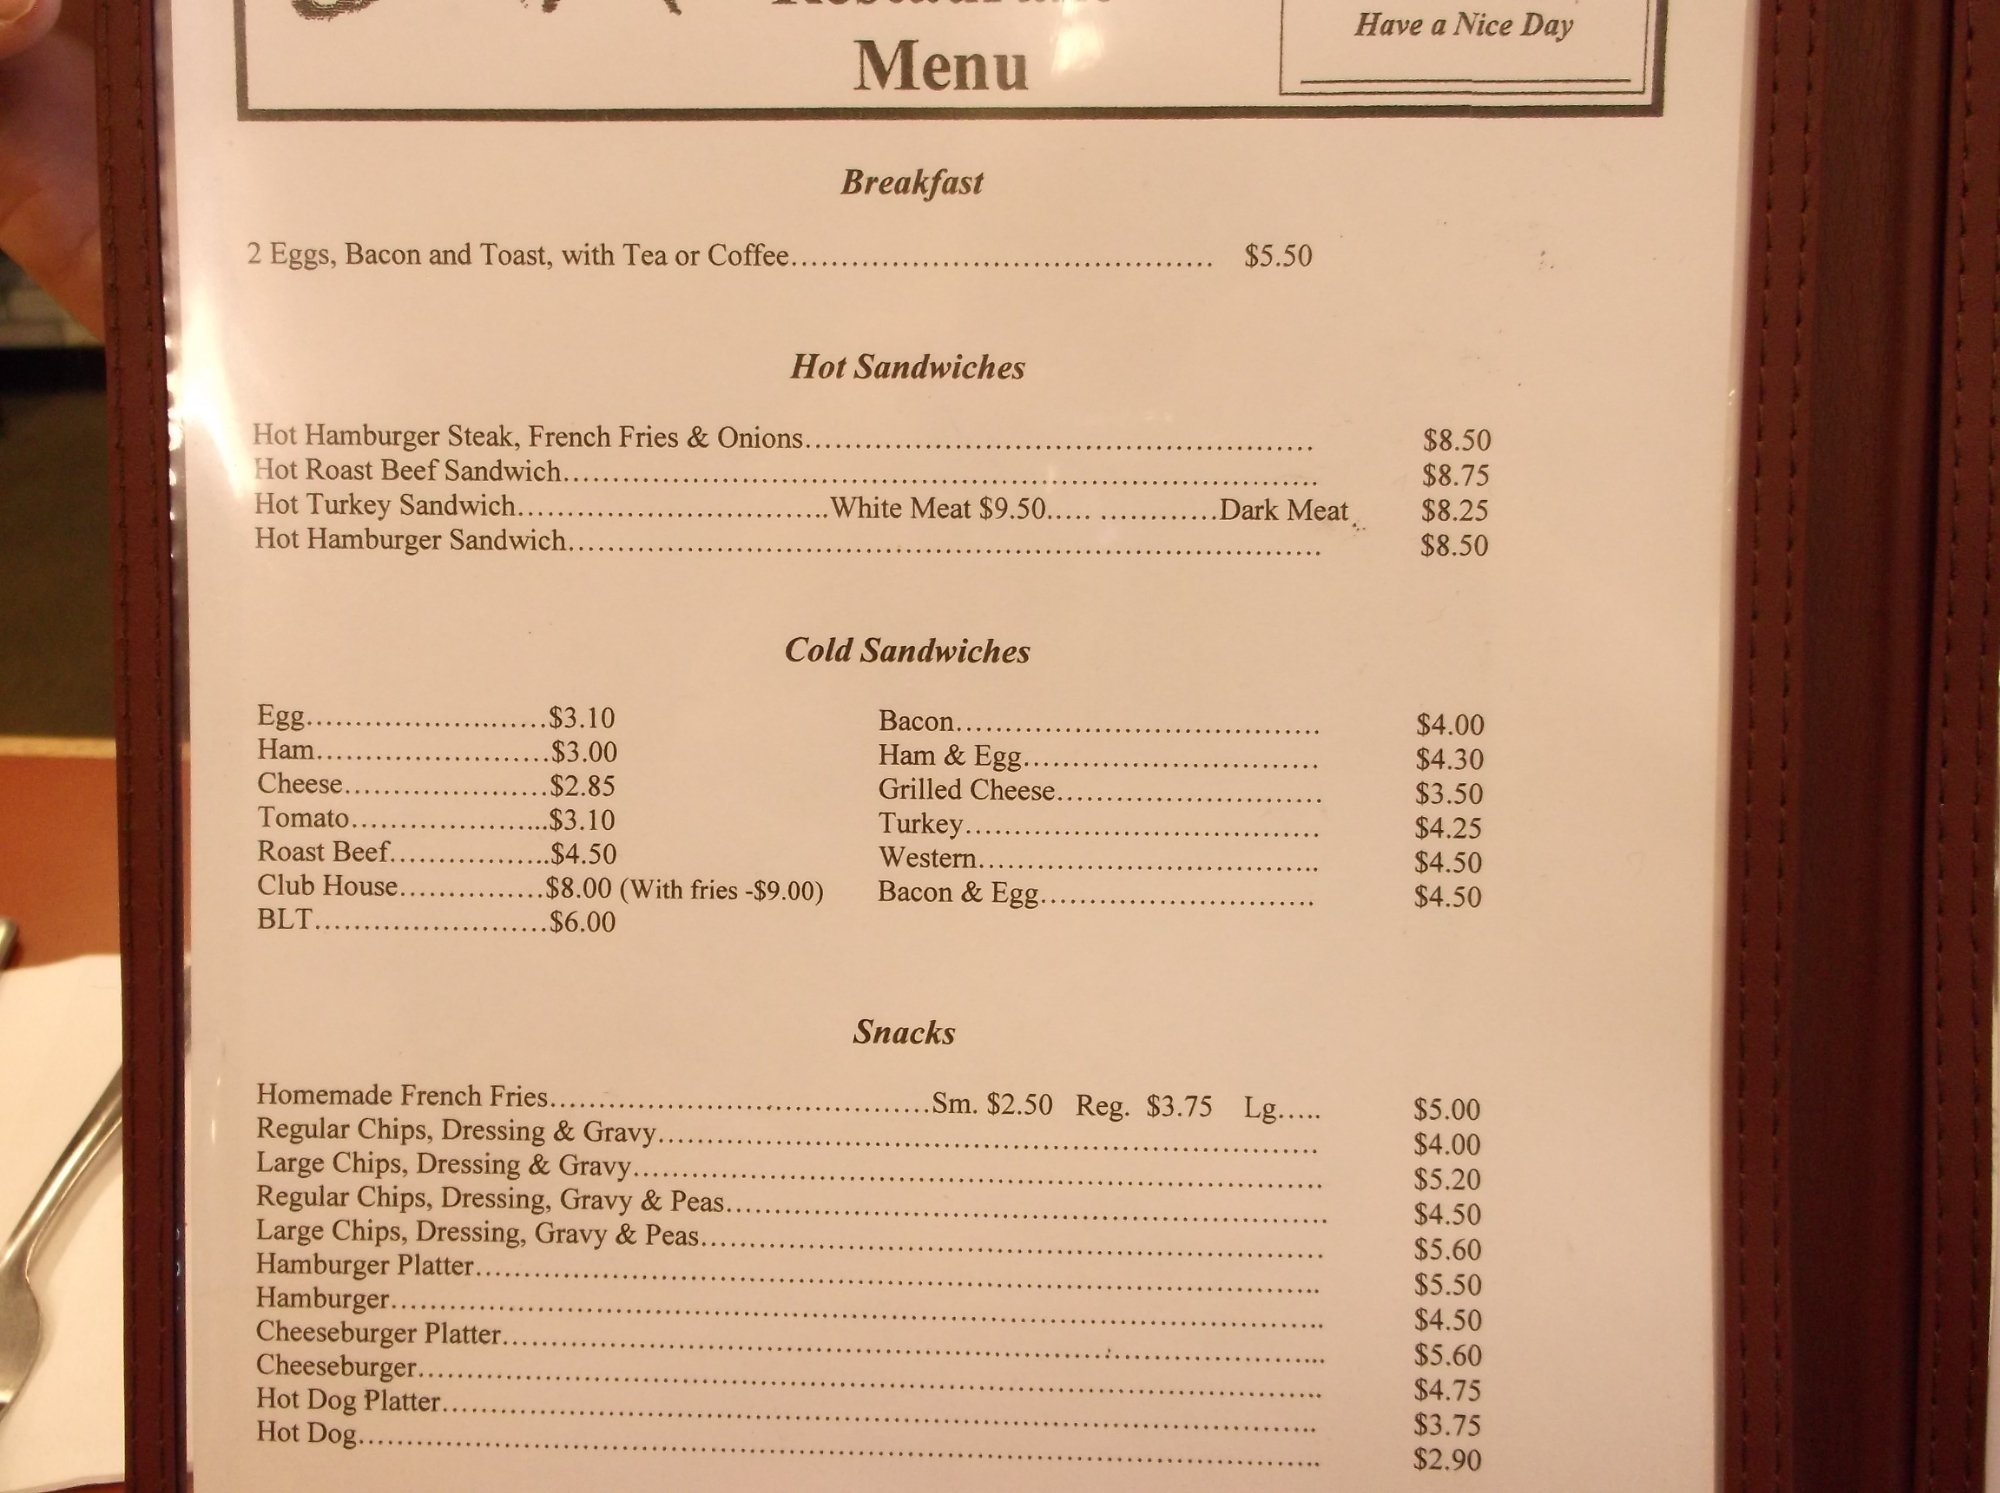 Restaurant
Menu
Have a Nice Day
Breakfast
2 Eggs, Bacon and Toast, with Tea or Coffee.......................................... $5.50
Hot Sandwiches
Hot Hamburger Steak, French Fries & Onions................................................... $8.50
Hot Roast Beef Sandwich............................................................................ $8.75
Hot Turkey Sandwich...............................White Meat $9.50..... ............Dark Meat $8.25
Hot Hamburger Sandwich............................................................................ $8.50
Cold Sandwiches
Egg........................$3.10 Bacon..................................... $4.00
Ham........................$3.00 Ham & Egg.............................. $4.30
Cheese.....................$2.85 Grilled Cheese........................... $3.50
Tomato.....................$3.10 Turkey.................................... $4.25
Roast Beef.................$4.50 Western................................... $4.50
Club House...............$8.00 (With fries -$9.00) Bacon & Egg............................ $4.50
BLT........................$6.00
Snacks
Homemade French Fries......................................Sm. $2.50 Reg. $3.75 Lg..... $5.00
Regular Chips, Dressing & Gravy.................................................................. $4.00
Large Chips, Dressing & Gravy..................................................................... $5.20
Regular Chips, Dressing, Gravy & Peas............................................................ $4.50
Large Chips, Dressing, Gravy & Peas.............................................................. $5.60
Hamburger Platter..................................................................................... $5.50
Hamburger.............................................................................................. $4.50
Cheeseburger Platter.................................................................................. $5.60
Cheeseburger........................................................................................... $4.75
Hot Dog Platter........................................................................................ $3.75
Hot Dog................................................................................................. $2.90